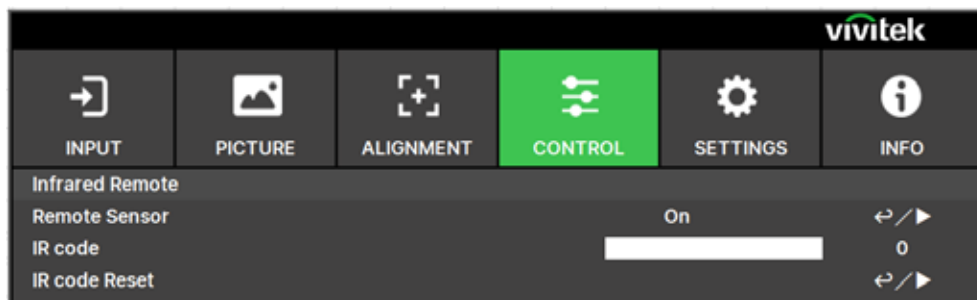 vivitek
INPUT PICTURE ALIGNMENT CONTROL SETTINGS INFO
Infrared Remote
Remote Sensor On
IR code 0
IR code Reset